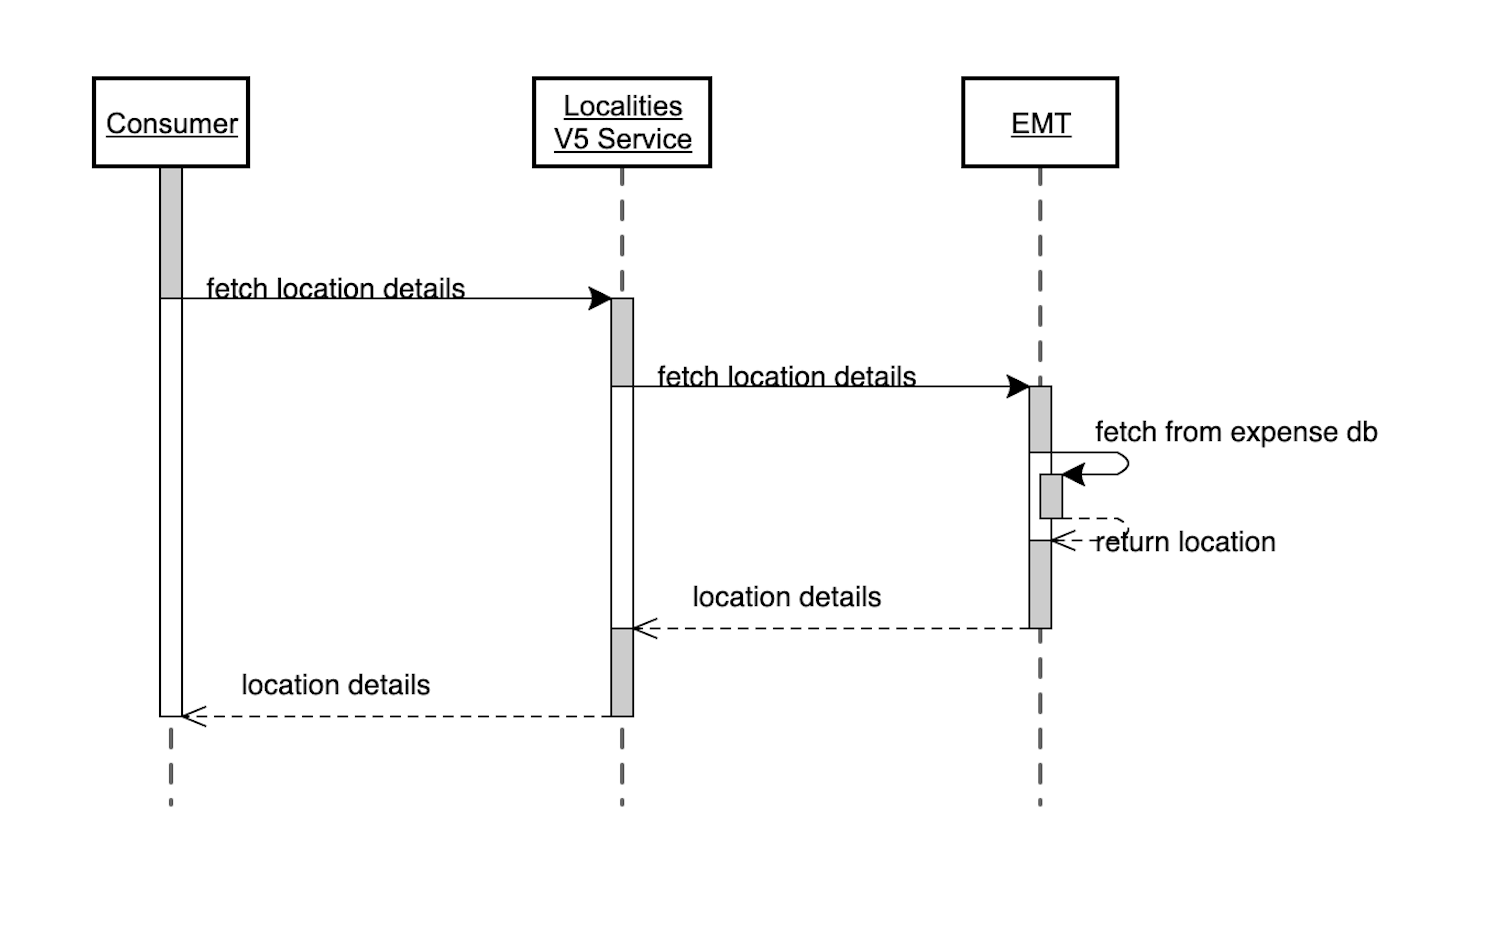 Consumer
Localities
V5 Service
EMT
fetch location details
fetch location details
fetch from expense db
return location
location details
location details